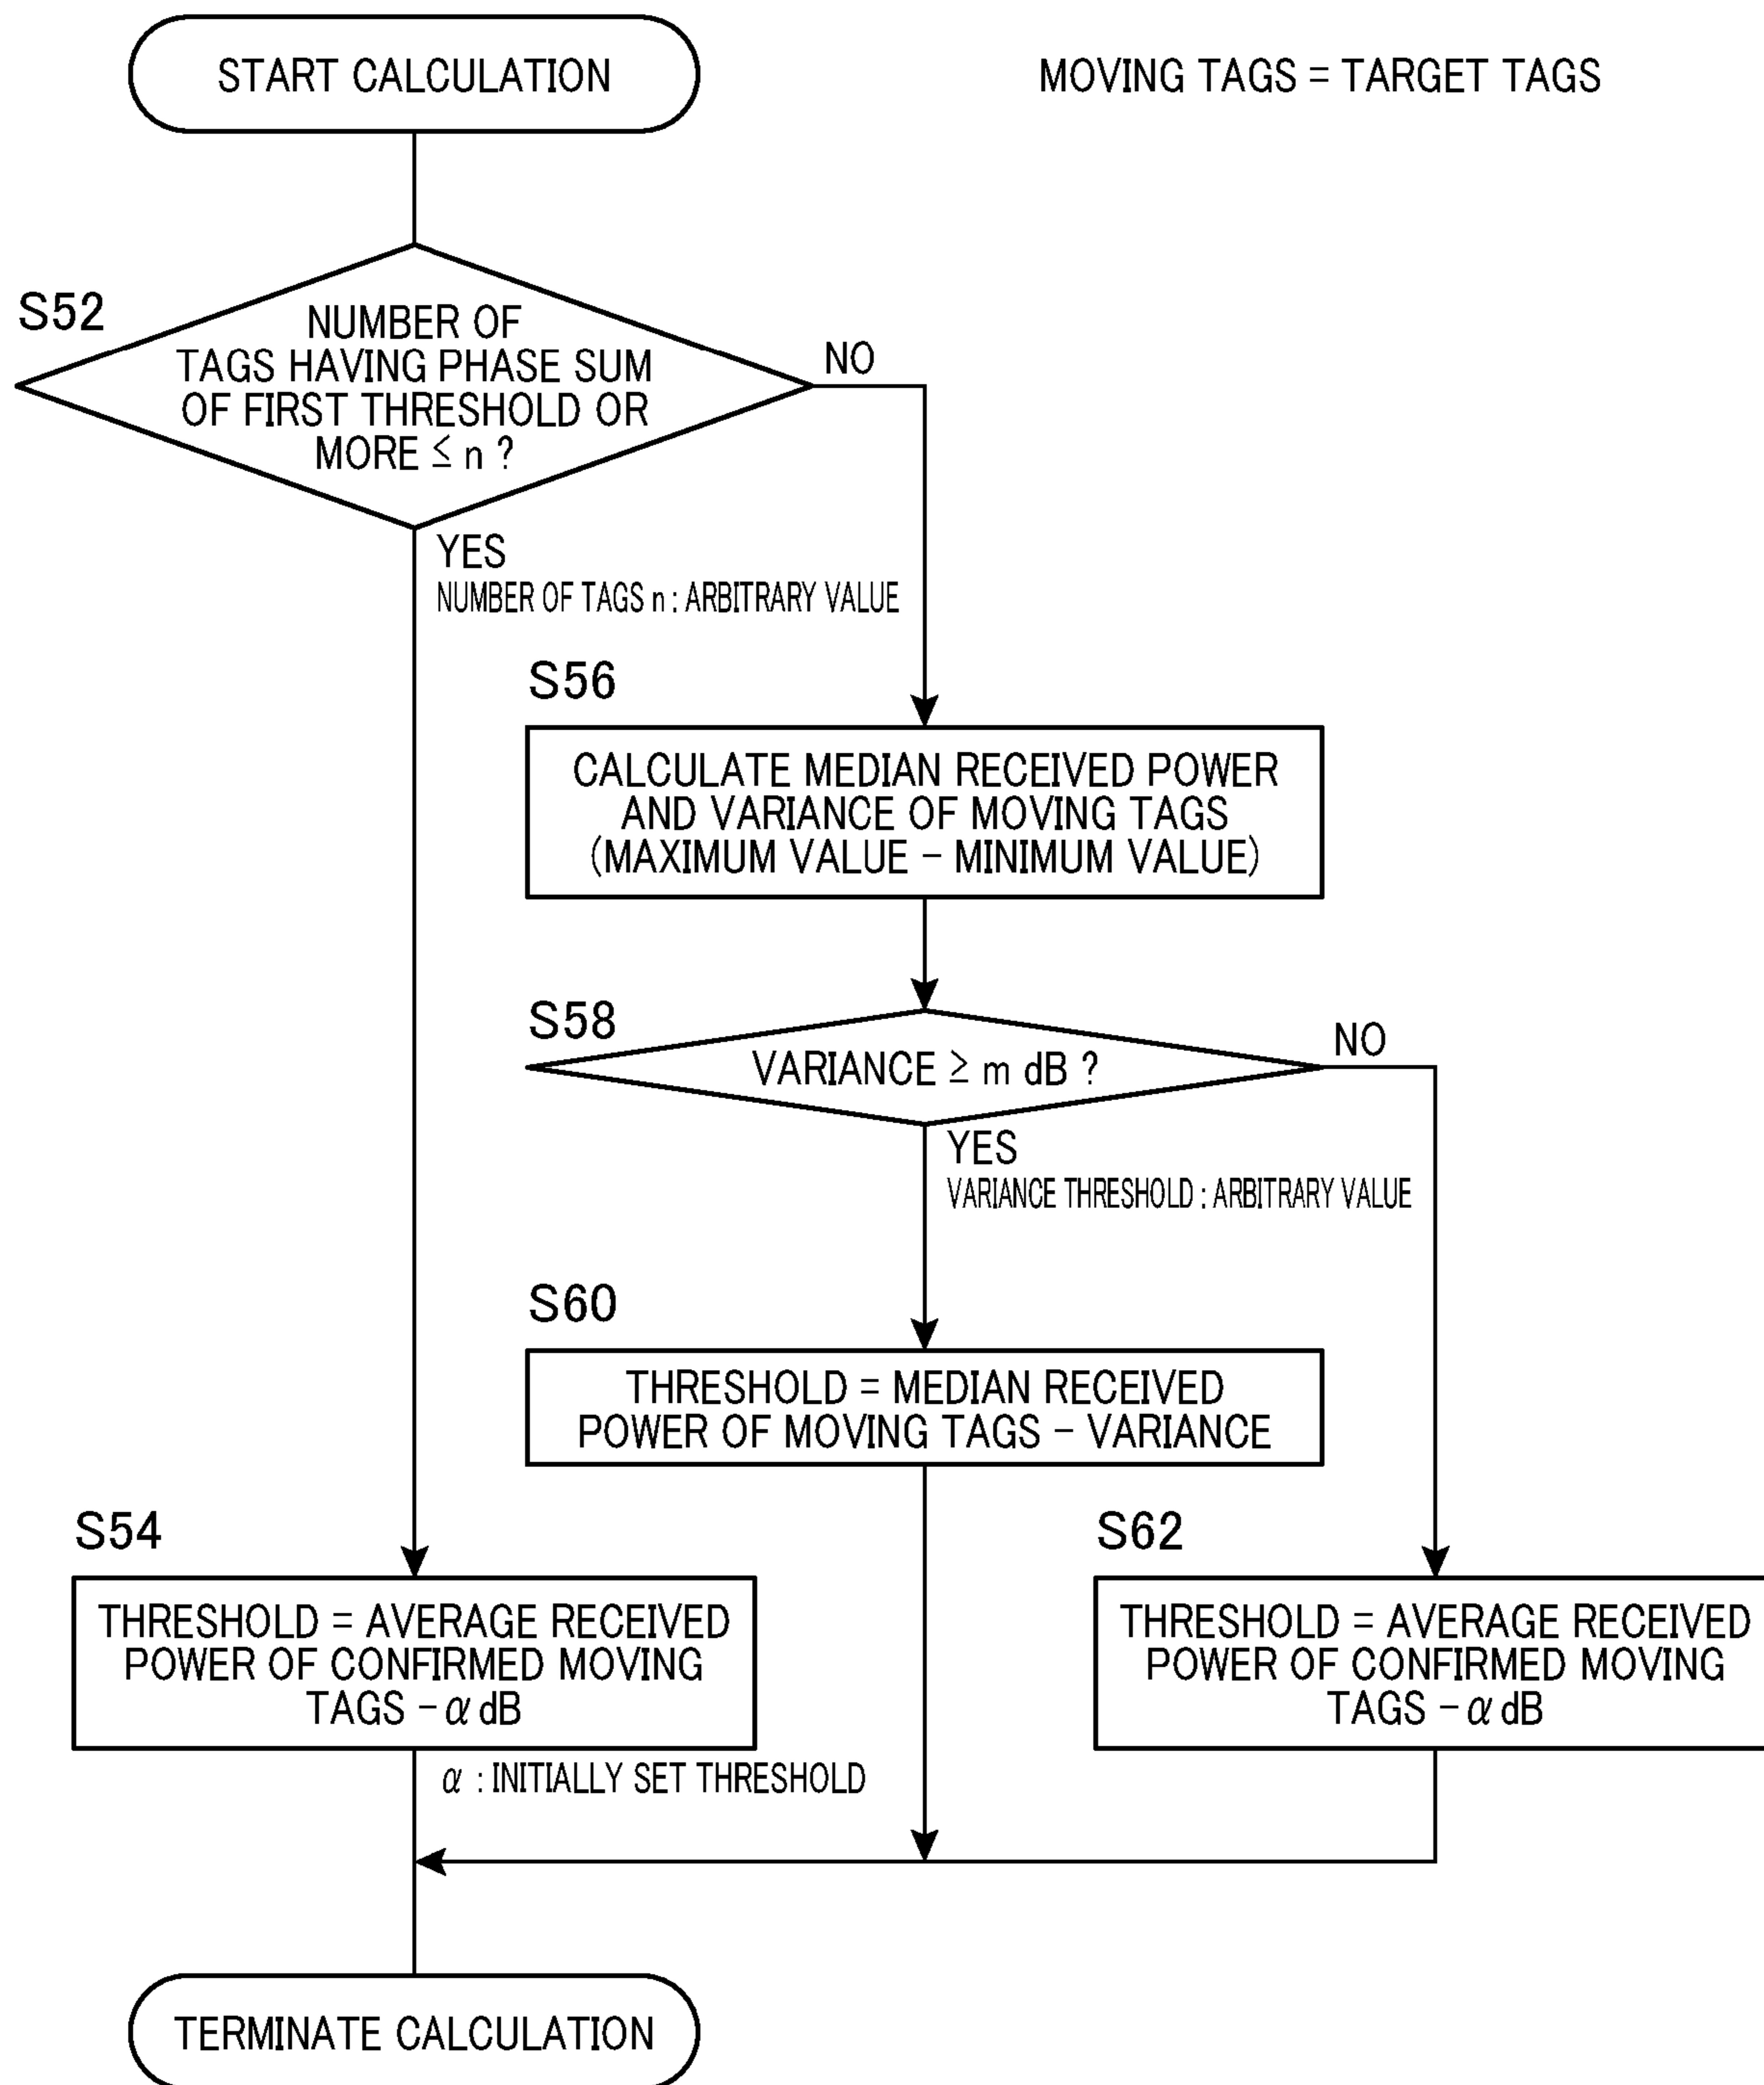 START CALCULATION
MOVING TAGS = TARGET TAGS
S52
NUMBER OF
TAGS HAVING PHASE SUM
OF FIRST THRESHOLD OR
MORE ≦ n ?
NO
YES
NUMBER OF TAGS n : ARBITRARY VALUE
S56
CALCULATE MEDIAN RECEIVED POWER
AND VARIANCE OF MOVING TAGS
(MAXIMUM VALUE − MINIMUM VALUE)
S58
VARIANCE ≧ m dB ?
NO
YES
VARIANCE THRESHOLD : ARBITRARY VALUE
S60
THRESHOLD = MEDIAN RECEIVED
POWER OF MOVING TAGS − VARIANCE
S54
THRESHOLD = AVERAGE RECEIVED
POWER OF CONFIRMED MOVING
TAGS − α dB
α : INITIALLY SET THRESHOLD
S62
THRESHOLD = AVERAGE RECEIVED
POWER OF CONFIRMED MOVING
TAGS − α dB
TERMINATE CALCULATION